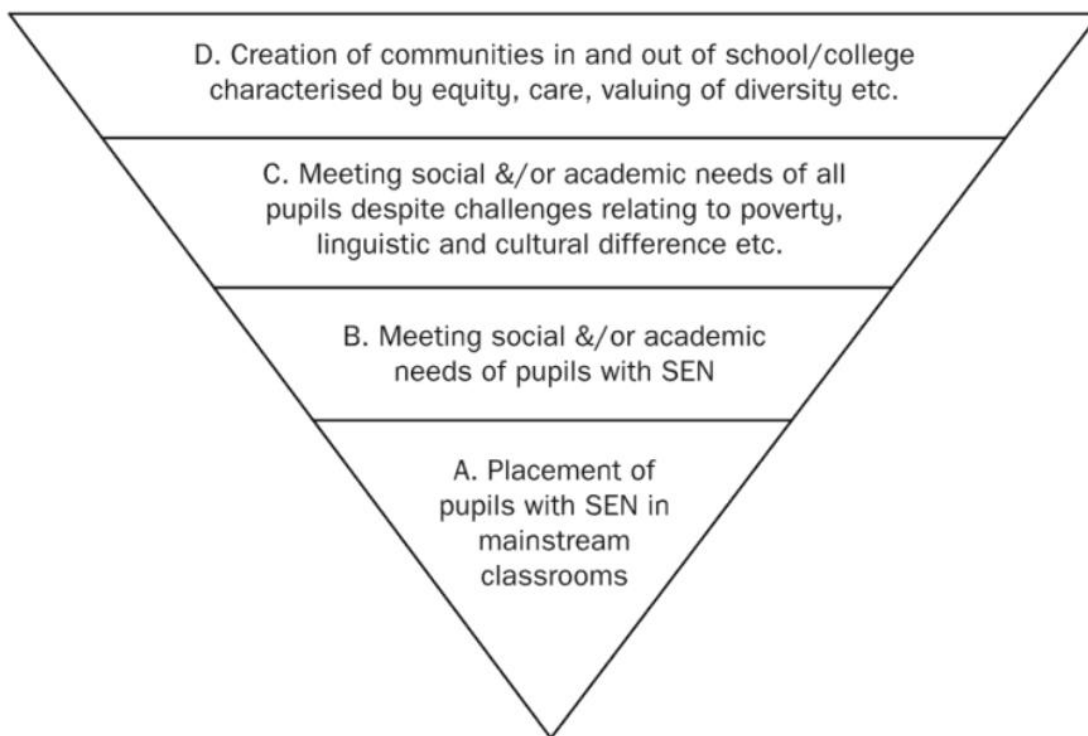 D. Creation of communities in and out of school/college
characterised by equity, care, valuing of diversity etc.
C. Meeting social &/or academic needs of all
pupils despite challenges relating to poverty,
linguistic and cultural difference etc.
B. Meeting social &/or academic
needs of pupils with SEN
A. Placement of
pupils with SEN in
mainstream
classrooms